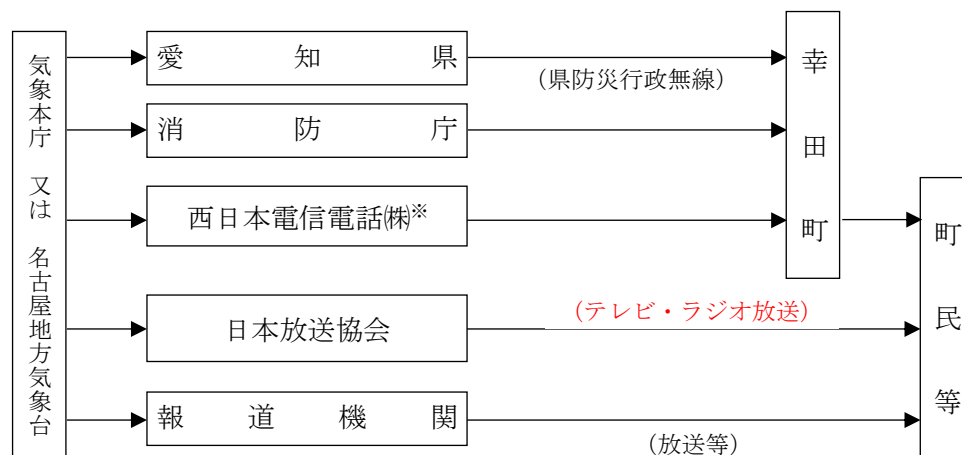 気象本庁 又は 名古屋地方気象台
愛知県
(県防災行政無線)
消防庁
西日本電信電話㈱※
幸田町
日本放送協会
(テレビ・ラジオ放送)
報道機関
(放送等)
町民等